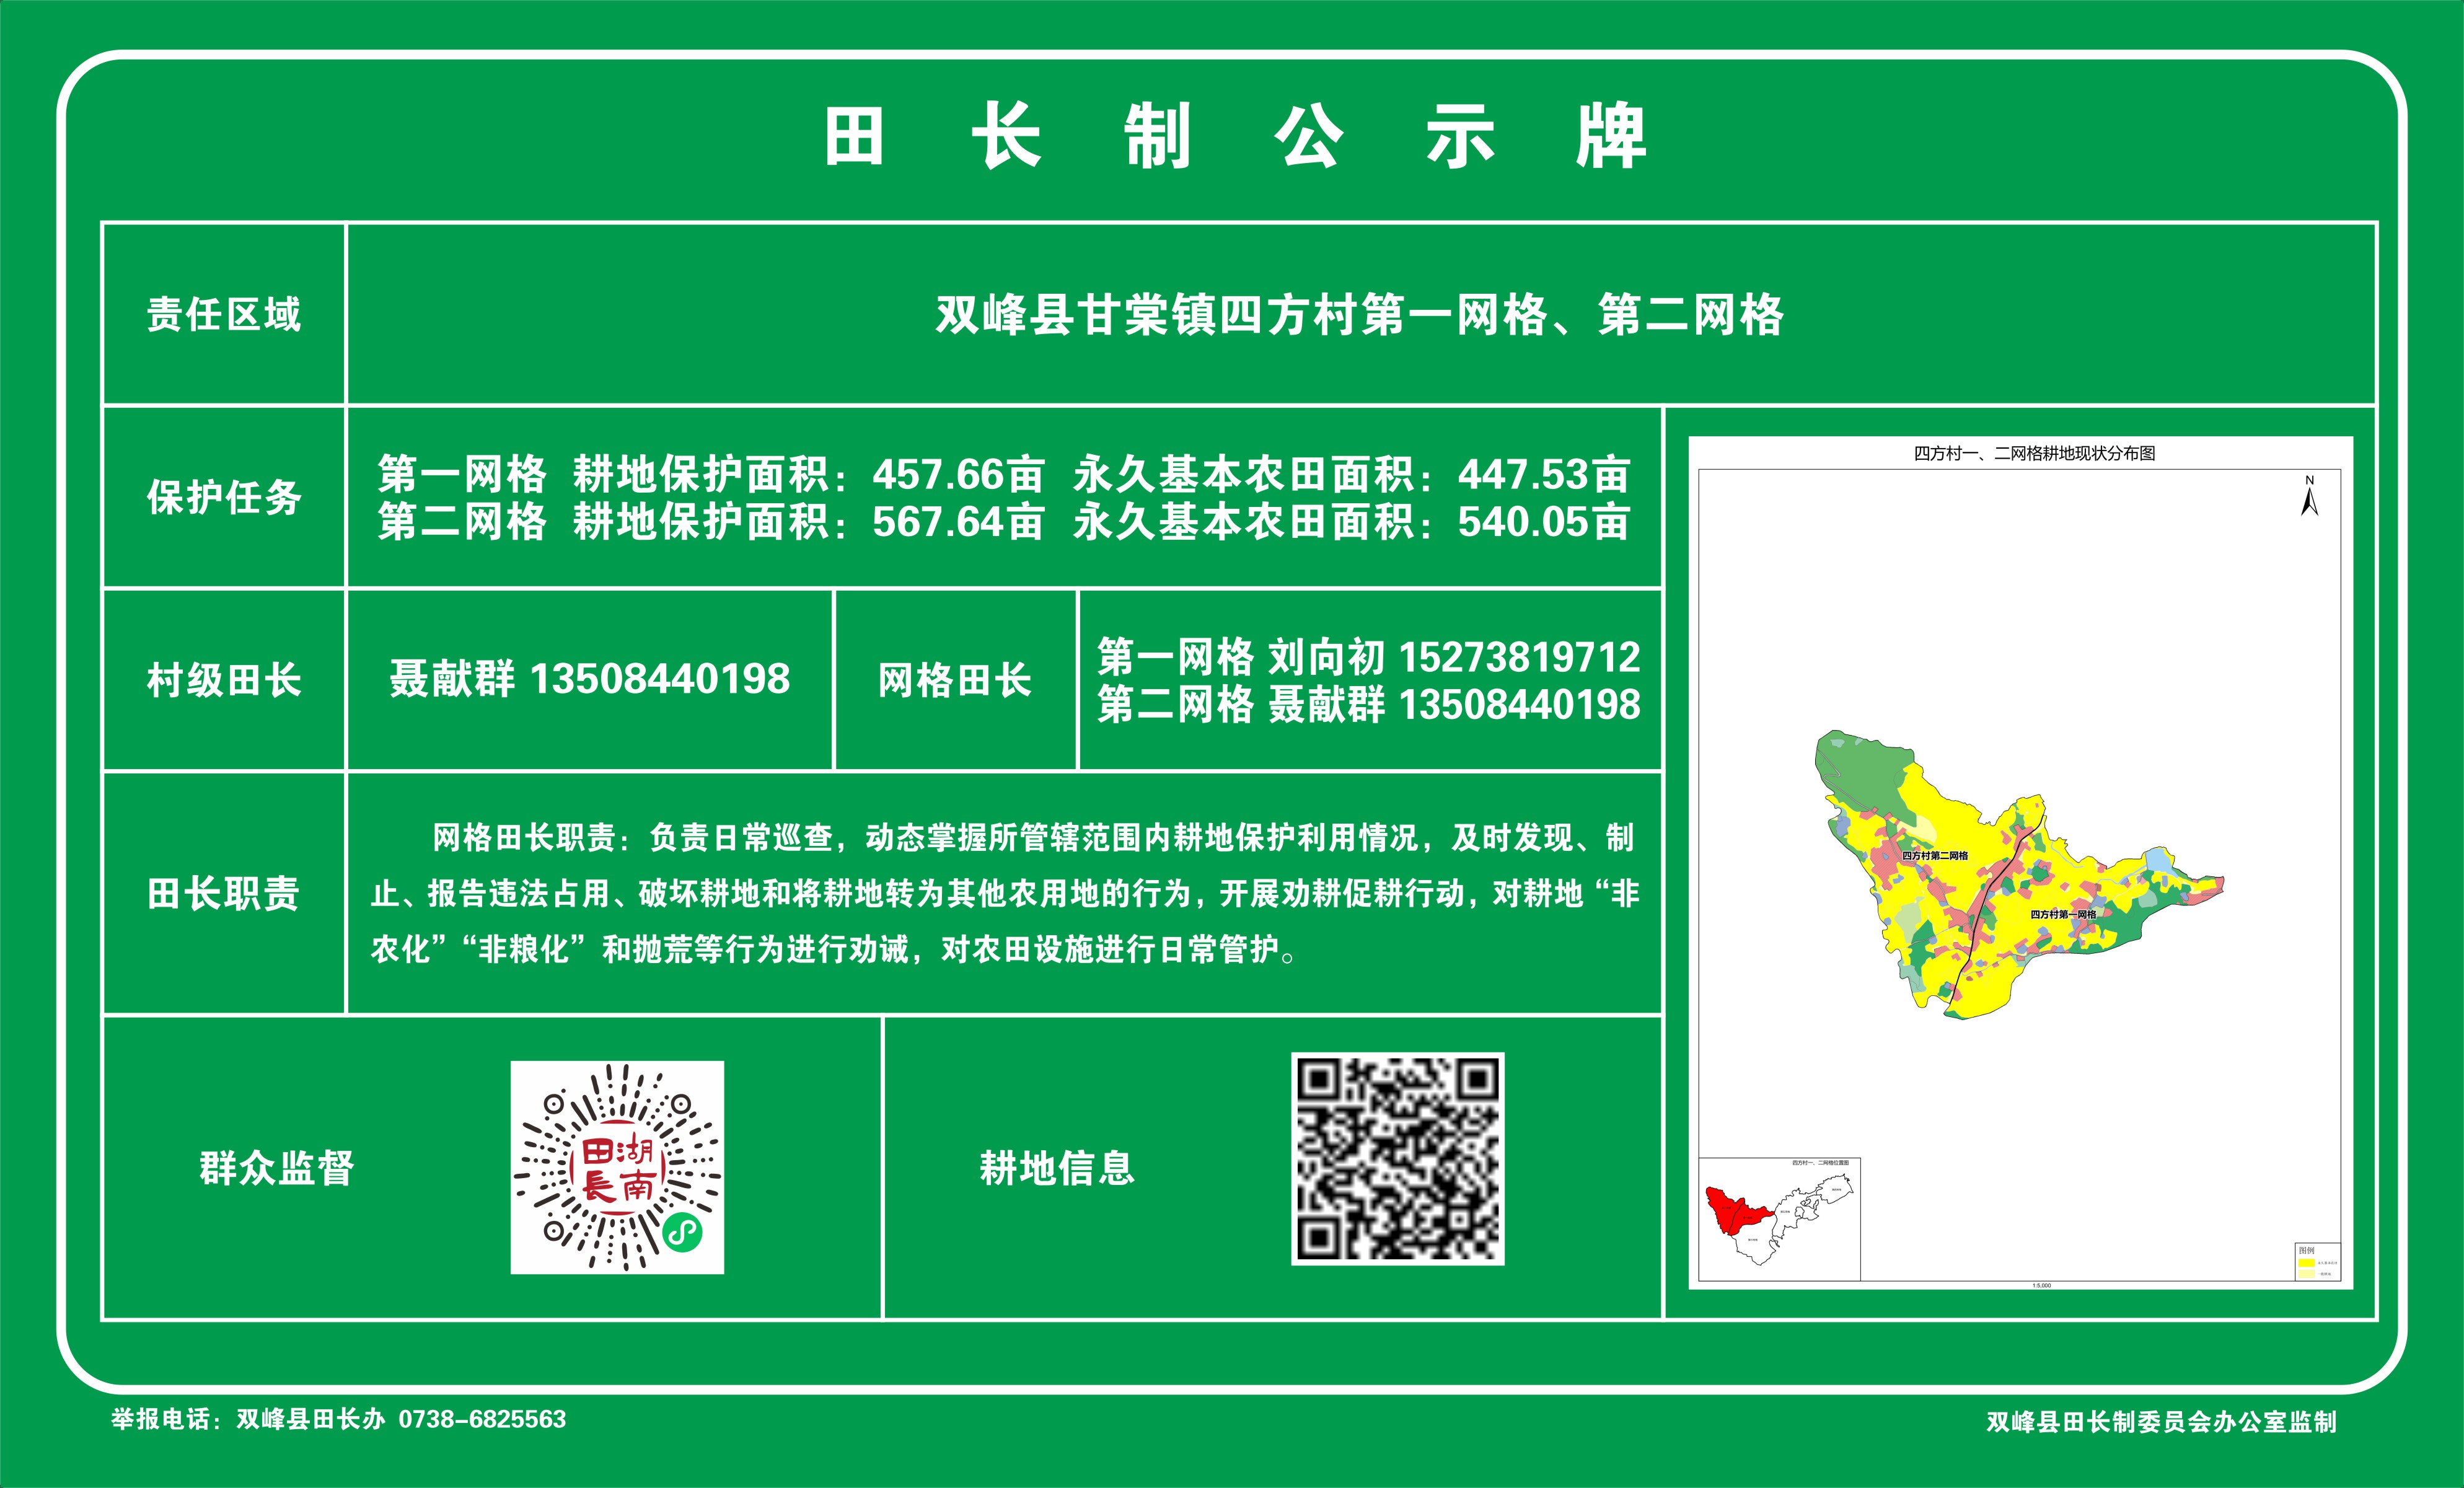 田长制公示牌
责任区域
双峰县甘棠镇四方村第一网格、第二网格
保护任务
第一网格 耕地保护面积：457.66亩 永久基本农田面积：447.53亩
第二网格 耕地保护面积：567.64亩 永久基本农田面积：540.05亩
村级田长
聂献群 13508440198
网格田长
第一网格 刘向初 15273819712
第二网格 聂献群 13508440198
田长职责
网格田长职责：负责日常巡查，动态掌握所管辖范围内耕地保护利用情况，及时发现、制
止、报告违法占用、破坏耕地和将耕地转为其他农用地的行为，开展劝耕促耕行动，对耕地“非
农化”“非粮化”和抛荒等行为进行劝诫，对农田设施进行日常管护。
群众监督
田湖
長南
耕地信息
四方村一、二网格耕地现状分布图
N
四方村第二网格
四方村第一网格
四方村一、二网格位置图
图例
1:5,000
举报电话：双峰县田长办 0738-6825563
双峰县田长制委员会办公室监制